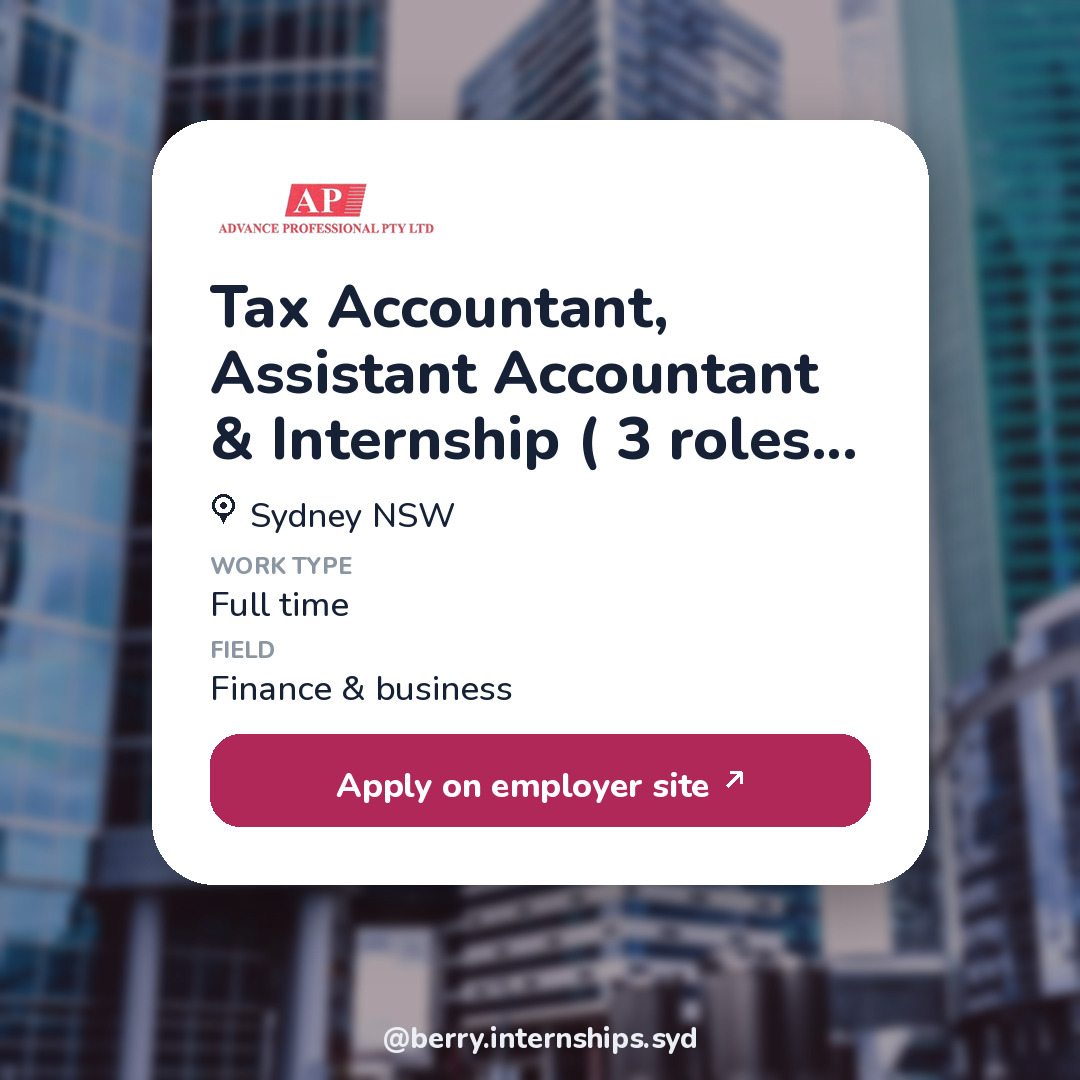 AP
ADVANCE PROFESSIONAL PTY LTD
Tax Accountant,
Assistant Accountant
& Internship ( 3 roles...
Sydney NSW
WORK TYPE
Full time
FIELD
Finance & business
Apply on employer site ↗
@berry.internships.syd